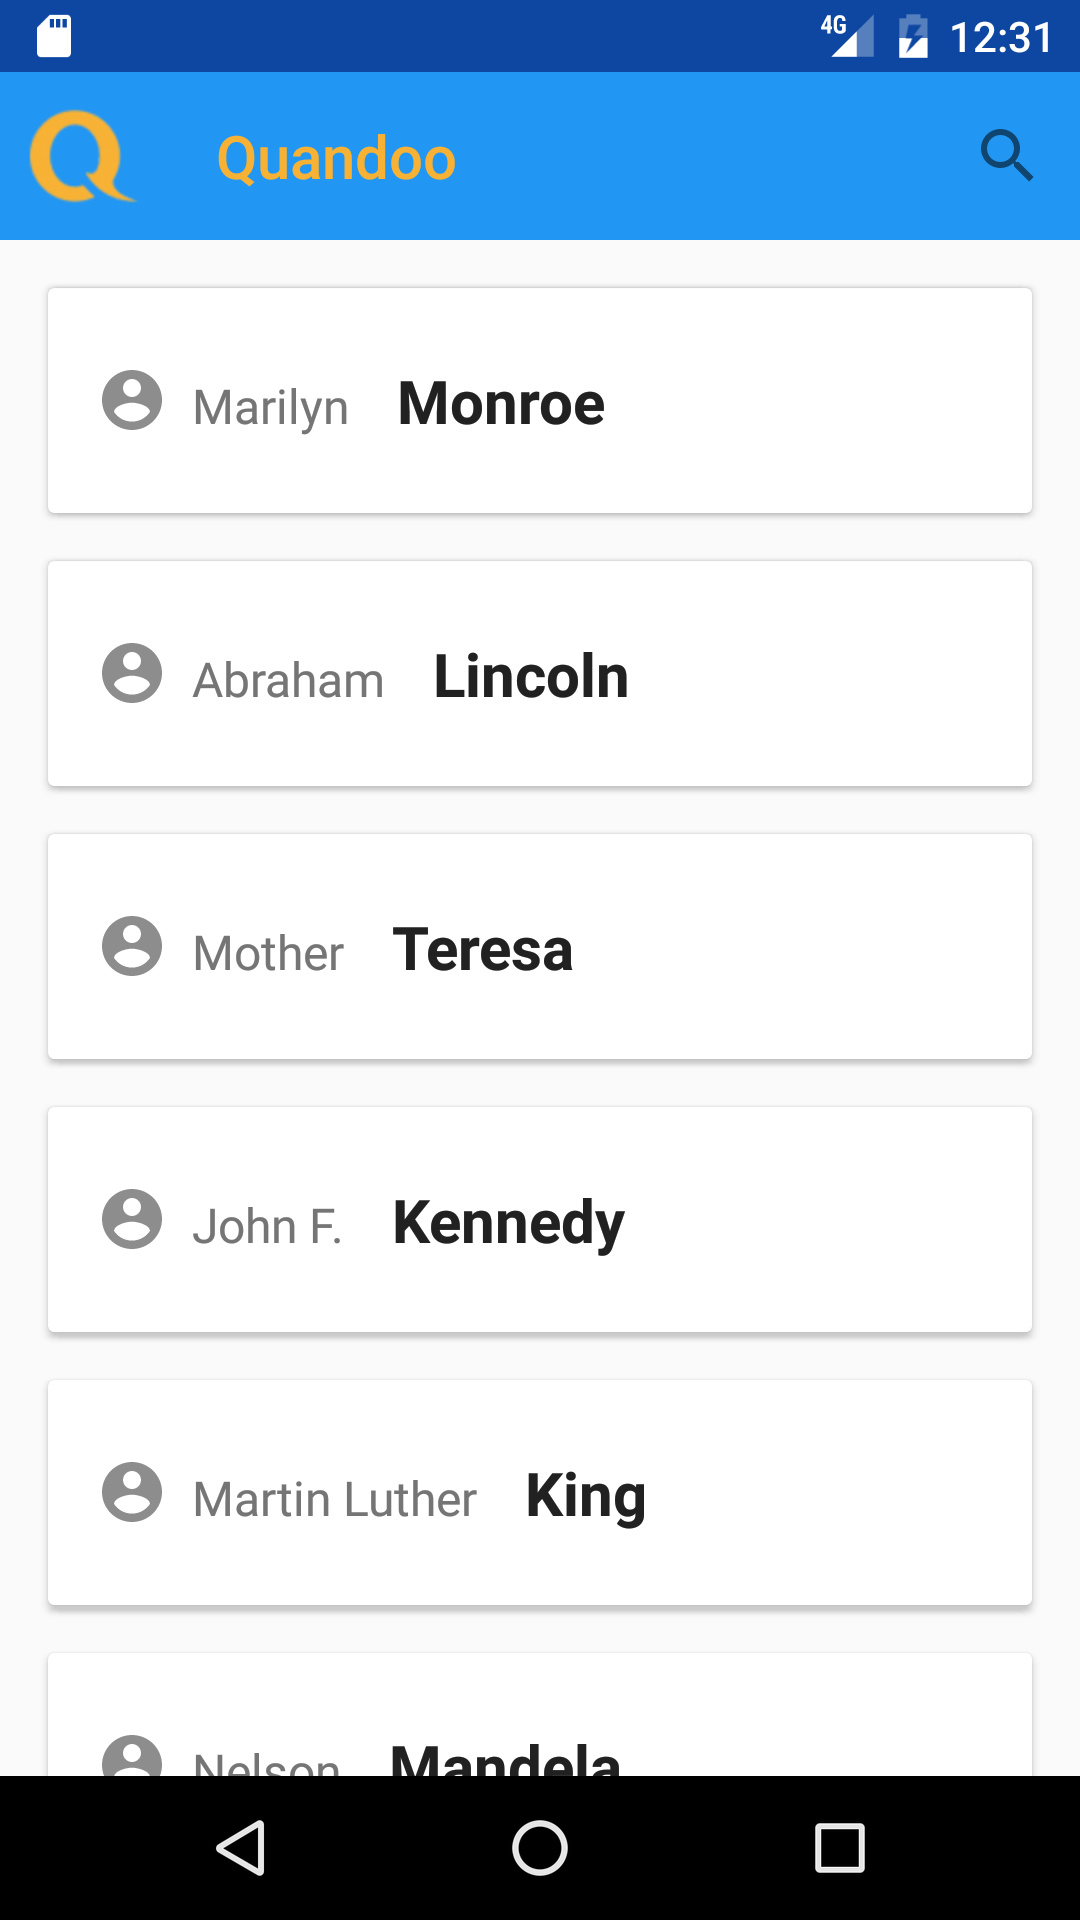 4G 12:31
Quandoo
Marilyn Monroe
Abraham Lincoln
Mother Teresa
John F. Kennedy
Martin Luther King
Nelson Mandela